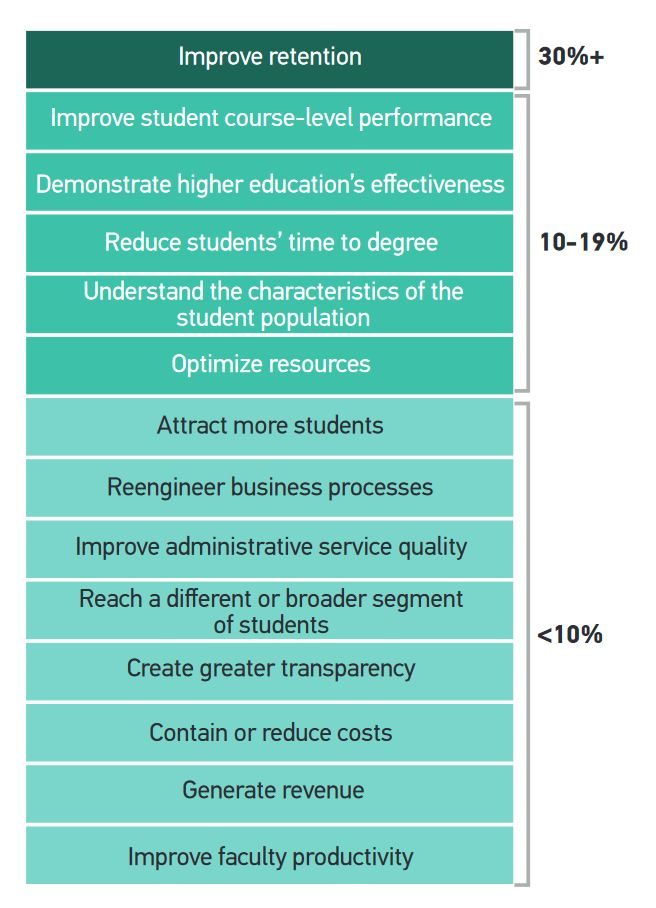 Improve retention
30%+
Improve student course-level performance
Demonstrate higher education’s effectiveness
Reduce students’ time to degree
10–19%
Understand the characteristics of the
student population
Optimize resources
Attract more students
Reengineer business processes
Improve administrative service quality
Reach a different or broader segment
of students
<10%
Create greater transparency
Contain or reduce costs
Generate revenue
Improve faculty productivity